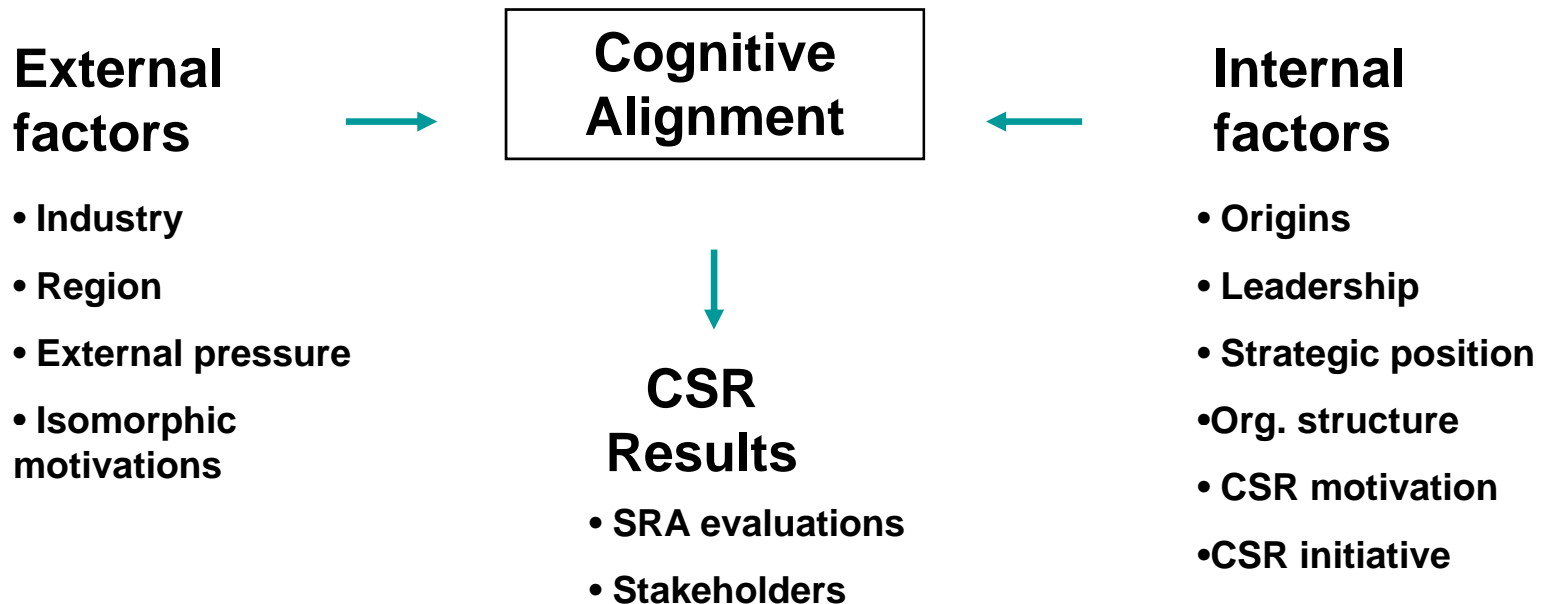 External
factors
• Industry
• Region
• External pressure
• Isomorphic
motivations
Cognitive
Alignment
CSR
Results
• SRA evaluations
• Stakeholders
Internal
factors
• Origins
• Leadership
• Strategic position
•Org. structure
• CSR motivation
•CSR initiative